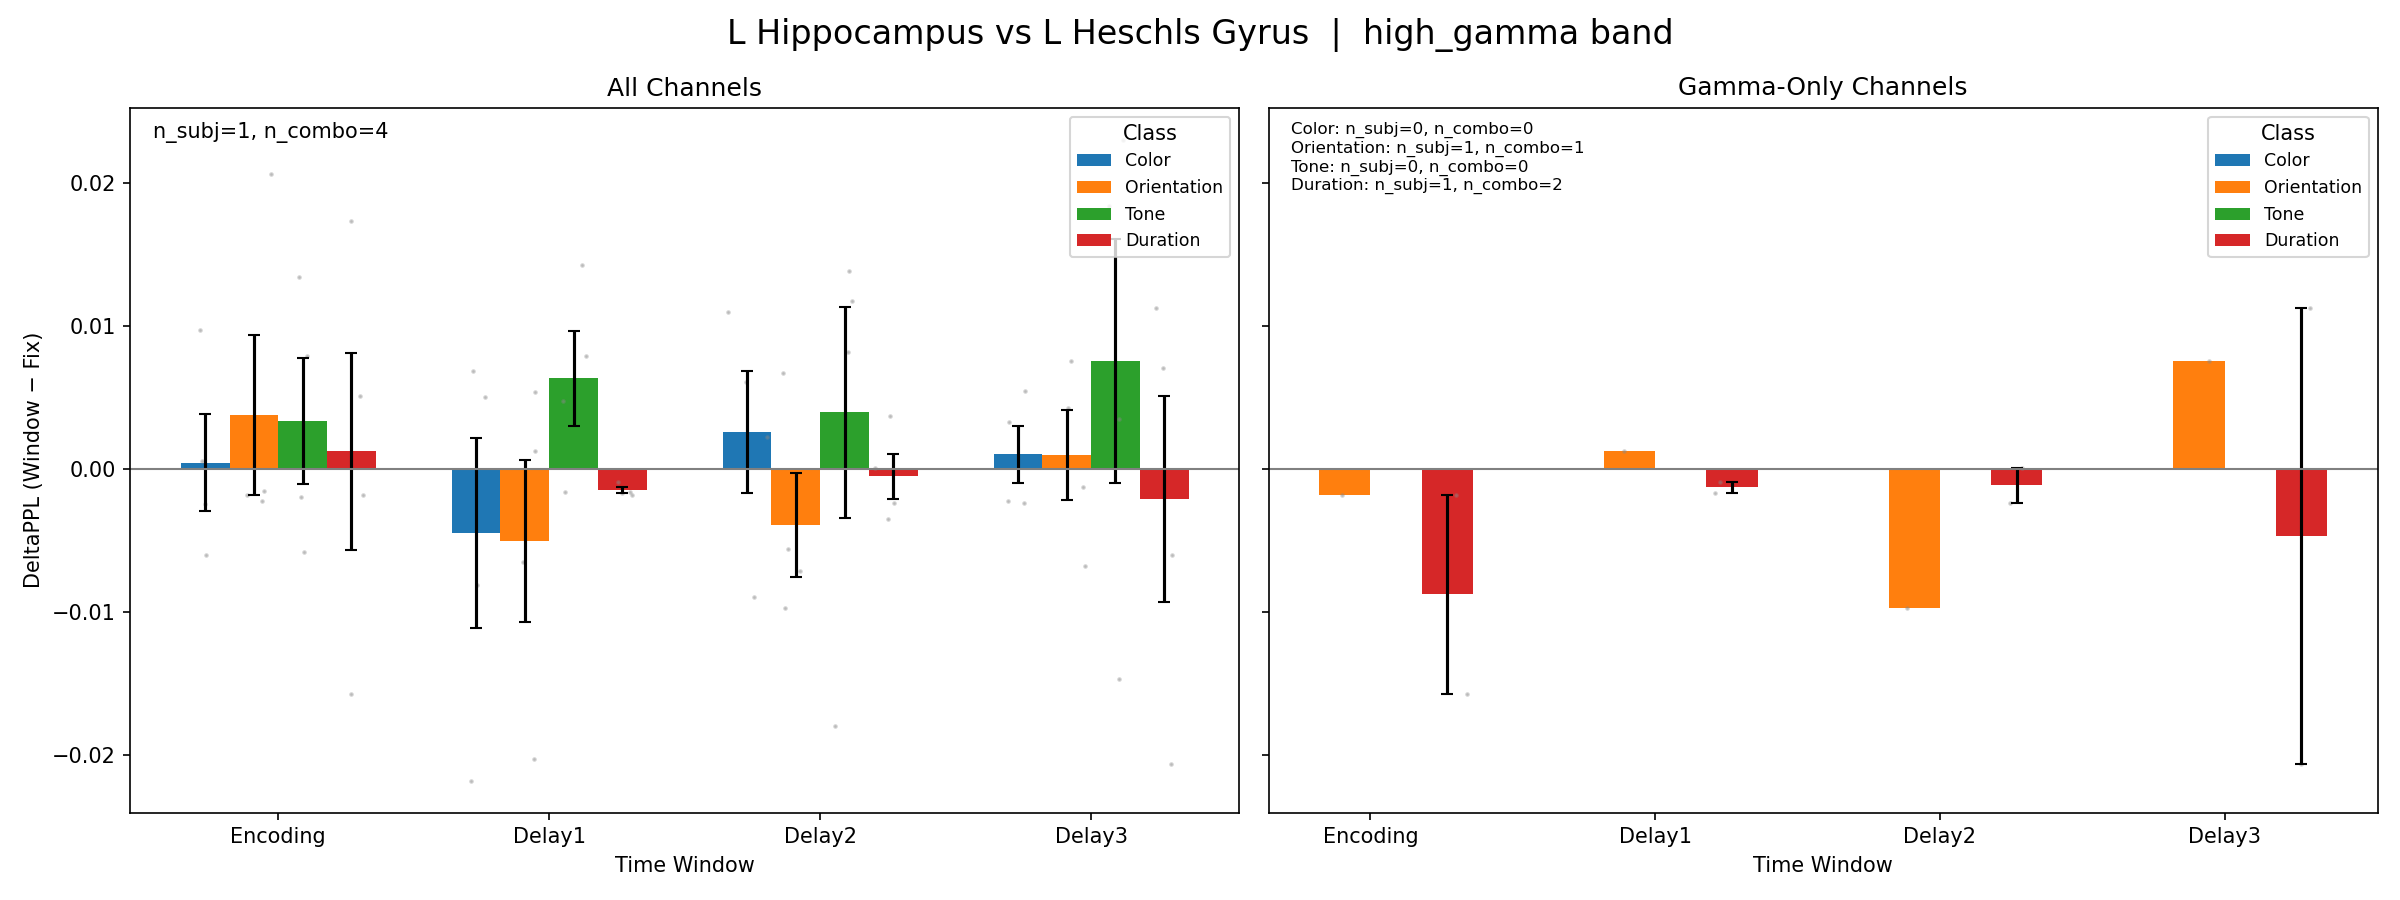 L Hippocampus vs L Heschls Gyrus | high_gamma band
All Channels
n_subj=1, n_combo=4
Class
Color
Orientation
Tone
Duration
DeltaPPL (Window − Fix)
0.02
0.01
0.00
−0.01
−0.02
Encoding
Delay1
Delay2
Delay3
Time Window
Gamma-Only Channels
Color: n_subj=0, n_combo=0
Orientation: n_subj=1, n_combo=1
Tone: n_subj=0, n_combo=0
Duration: n_subj=1, n_combo=2
Class
Color
Orientation
Tone
Duration
Encoding
Delay1
Delay2
Delay3
Time Window